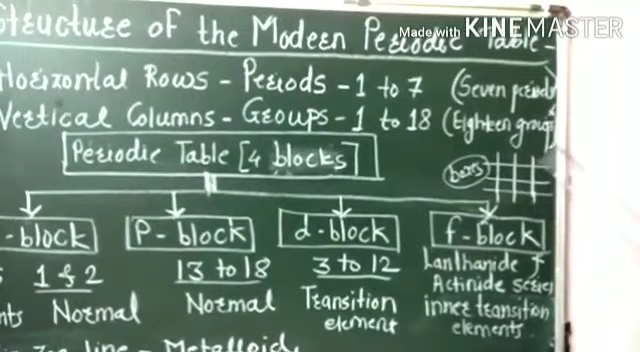 Structure of the Modern Periodic Table -
Made with KINEMASTER
Horizontal Rows - Periods - 1 to 7 (Seven periods
Vertical Columns - Groups - 1 to 18 (Eighteen groups
Periodic Table [4 blocks]
boxes
-block P-block d-block f-block
1 & 2 13 to 18 3 to 12 Lanthanide &
Normal Normal Transition element Actinide series
inner transition
elements
line - Metalloids